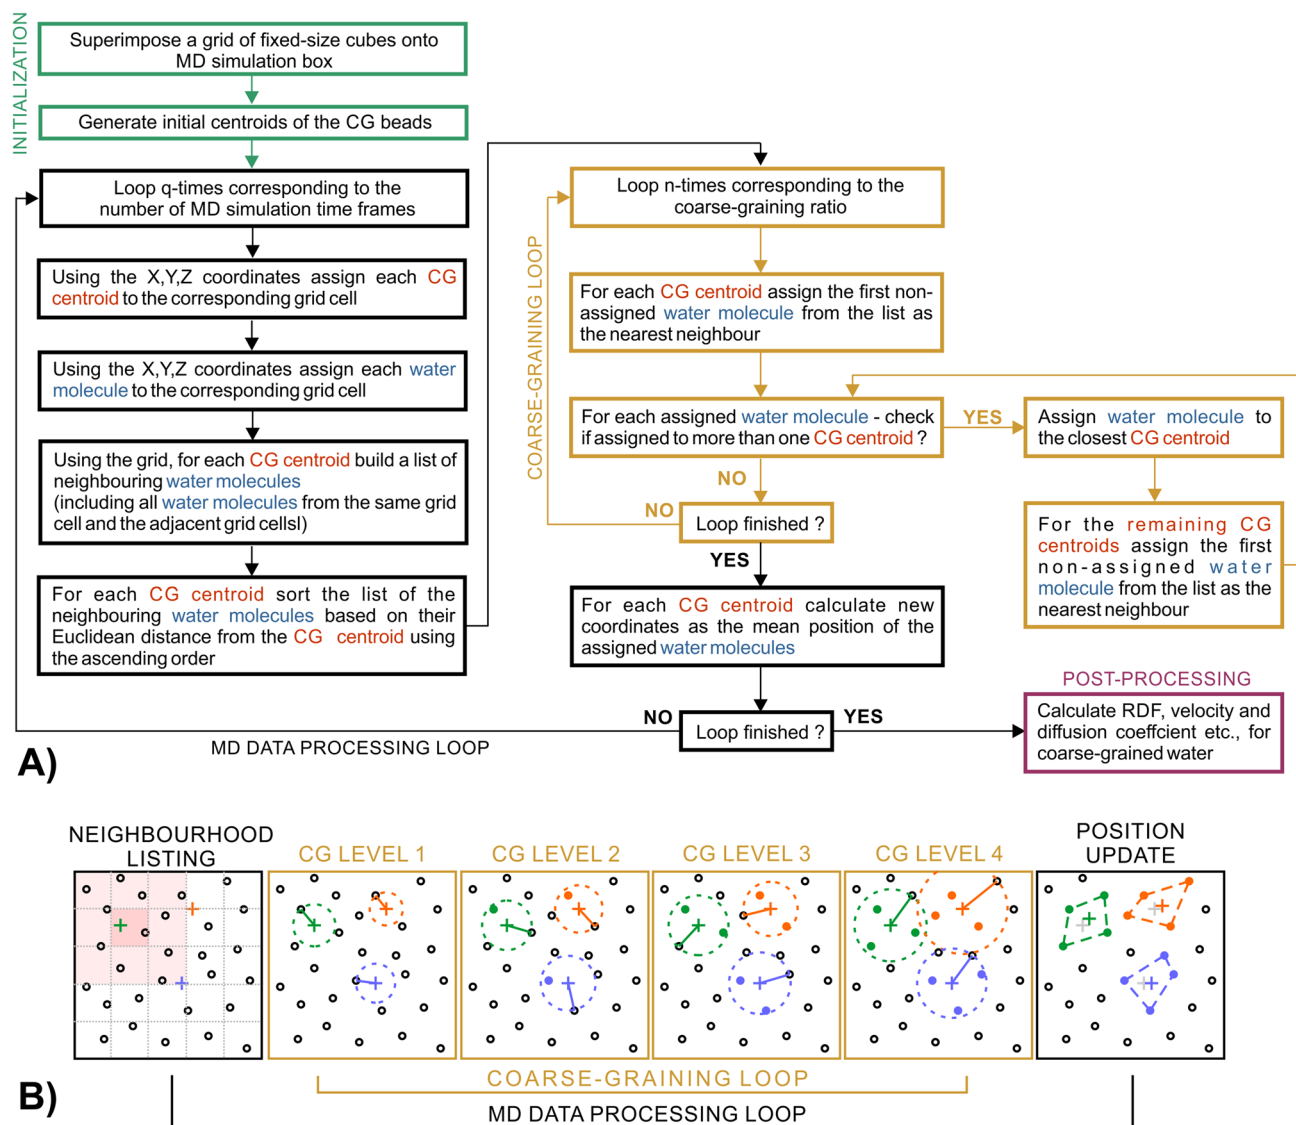 INITIALIZATION
Superimpose a grid of fixed-size cubes onto
MD simulation box
Generate initial centroids of the CG beads
Loop q-times corresponding to the
number of MD simulation time frames
Using the X,Y,Z coordinates assign each CG
centroid to the corresponding grid cell
Using the X,Y,Z coordinates assign each water
molecule to the corresponding grid cell
Using the grid, for each CG centroid build a list of
neighbouring water molecules
(including all water molecules from the same grid
cell and the adjacent grid cellsl)
For each CG centroid sort the list of the
neighbouring water molecules based on their
Euclidean distance from the CG centroid using
the ascending order
COARSE-GRAINING LOOP
Loop n-times corresponding to the
coarse-graining ratio
For each CG centroid assign the first non-
assigned water molecule from the list as
the nearest neighbour
For each assigned water molecule - check
if assigned to more than one CG centroid ?
YES
Assign water molecule to
the closest CG centroid
For the remaining CG
centroids assign the first
non-assigned water
molecule from the list as the
nearest neighbour
NO
NO
Loop finished ?
YES
For each CG centroid calculate new
coordinates as the mean position of the
assigned water molecules
NO
Loop finished ?
YES
MD DATA PROCESSING LOOP
POST-PROCESSING
Calculate RDF, velocity and
diffusion coeffcient etc., for
coarse-grained water
A)
NEIGHBOURHOOD
LISTING
CG LEVEL 1
CG LEVEL 2
CG LEVEL 3
CG LEVEL 4
POSITION
UPDATE
COARSE-GRAINING LOOP
MD DATA PROCESSING LOOP
B)